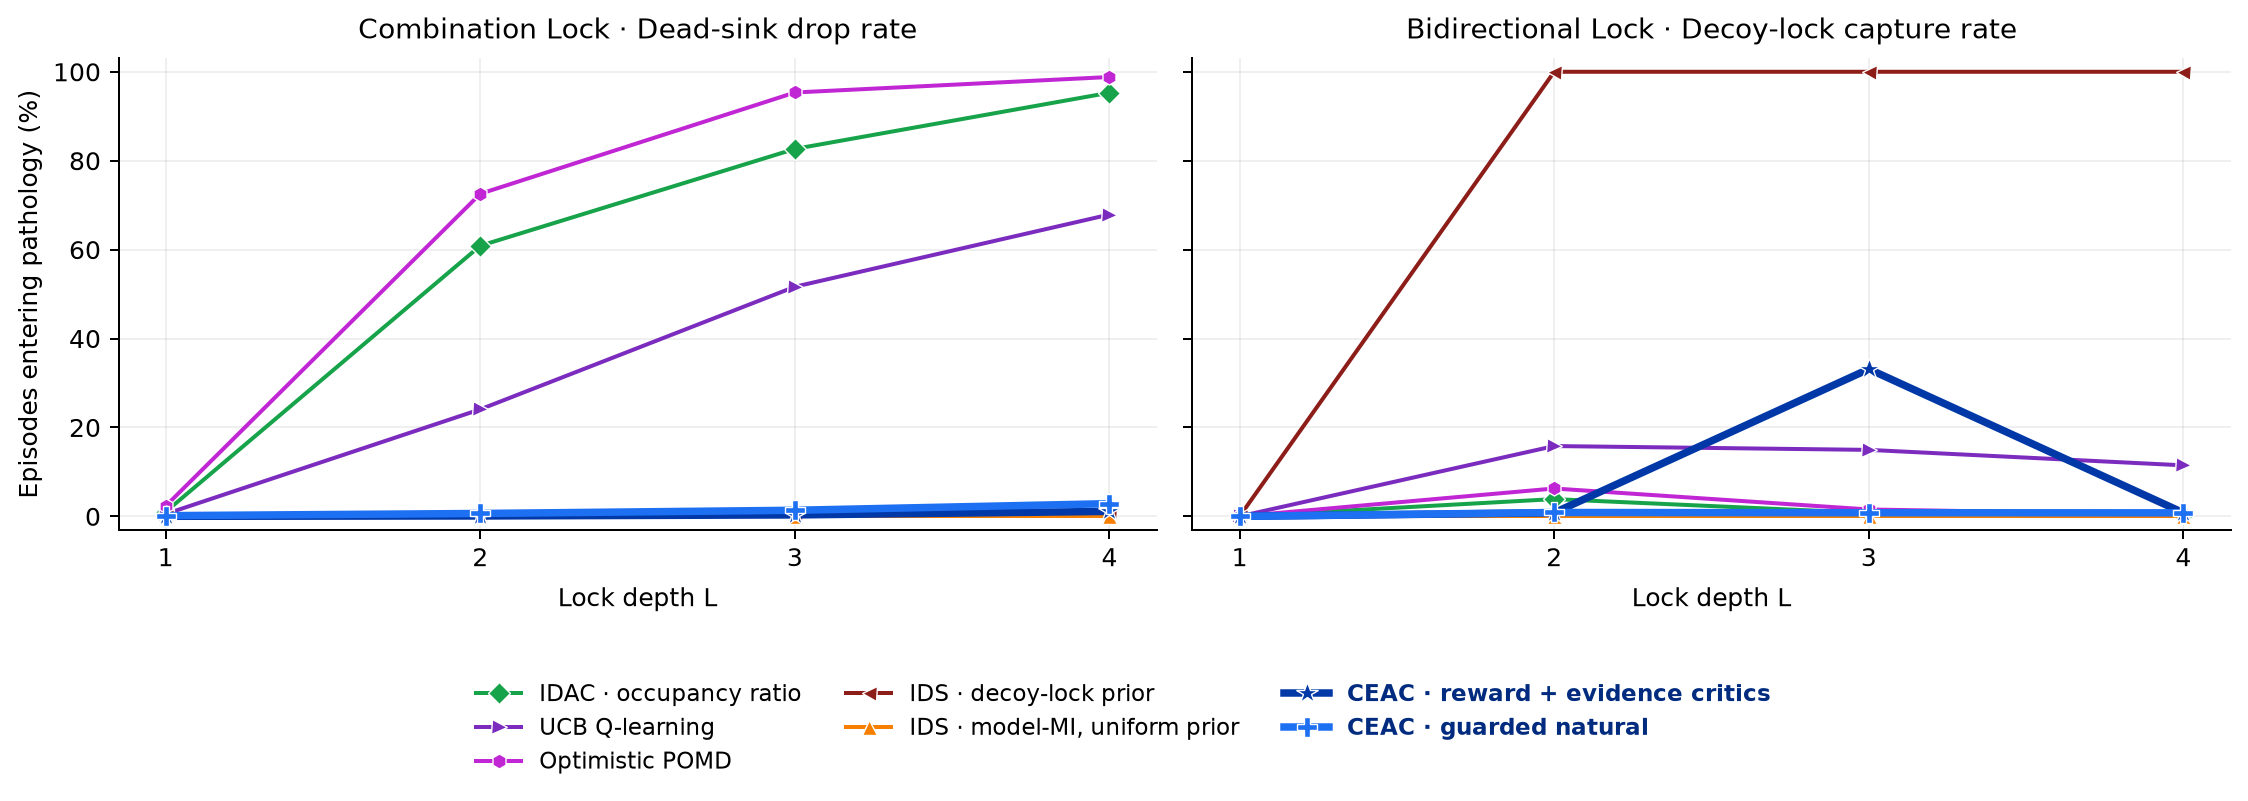 Combination Lock · Dead-sink drop rate
Episodes entering pathology (%)
100
80
60
40
20
0
1 2 3 4
Lock depth L
Bidirectional Lock · Decoy-lock capture rate
1 2 3 4
Lock depth L
IDAC · occupancy ratio
UCB Q-learning
Optimistic POMD
IDS · decoy-lock prior
IDS · model-MI, uniform prior
CEAC · reward + evidence critics
CEAC · guarded natural